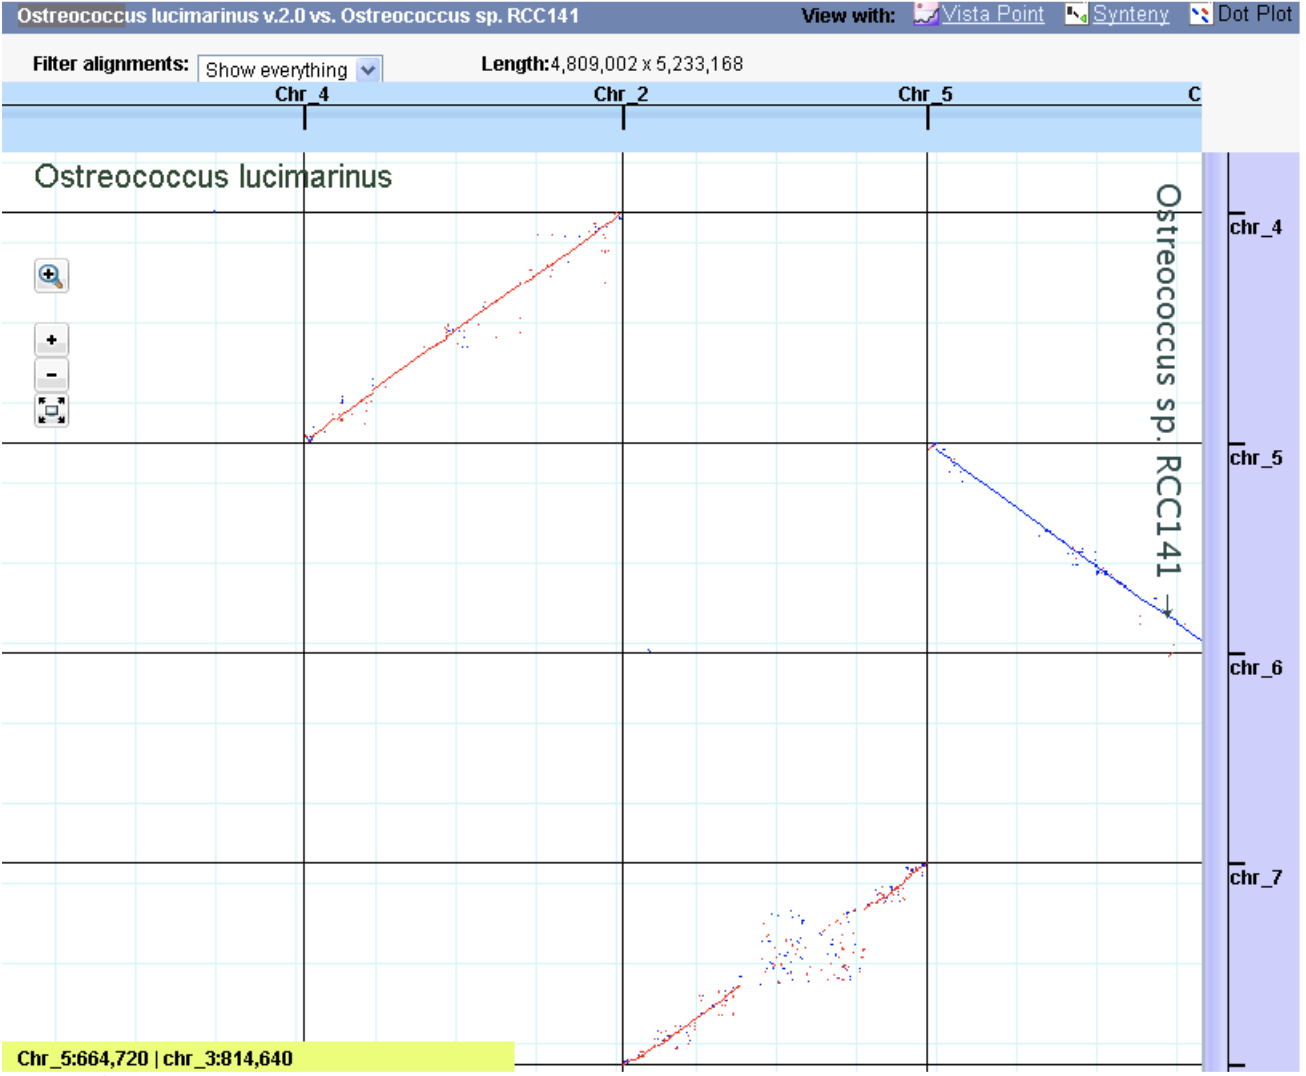 Ostreococcus lucimarinus v.2.0 vs. Ostreococcus sp. RCC141 View with: Vista Point Synteny Dot Plot
Filter alignments: Show everything Length:4,809,002 x 5,233,168
Chr_4 Chr_2 Chr_5 C
Ostreococcus lucimarinus
Ostreococcus sp. RCC141 →
chr_4
+
-
chr_5
chr_6
chr_7
Chr_5:664,720 | chr_3:814,640